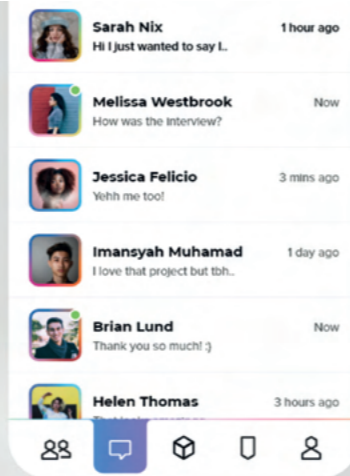 Sarah Nix 1 hour ago
Hi I just wanted to say I..
Melissa Westbrook Now
How was the Interview?
Jessica Felicio 3 mins ago
Yehh me too!
Imansyah Muhamad 1 day ago
I love that project but tbh..
Brian Lund Now
Thank you so much! :)
Helen Thomas 3 hours ago